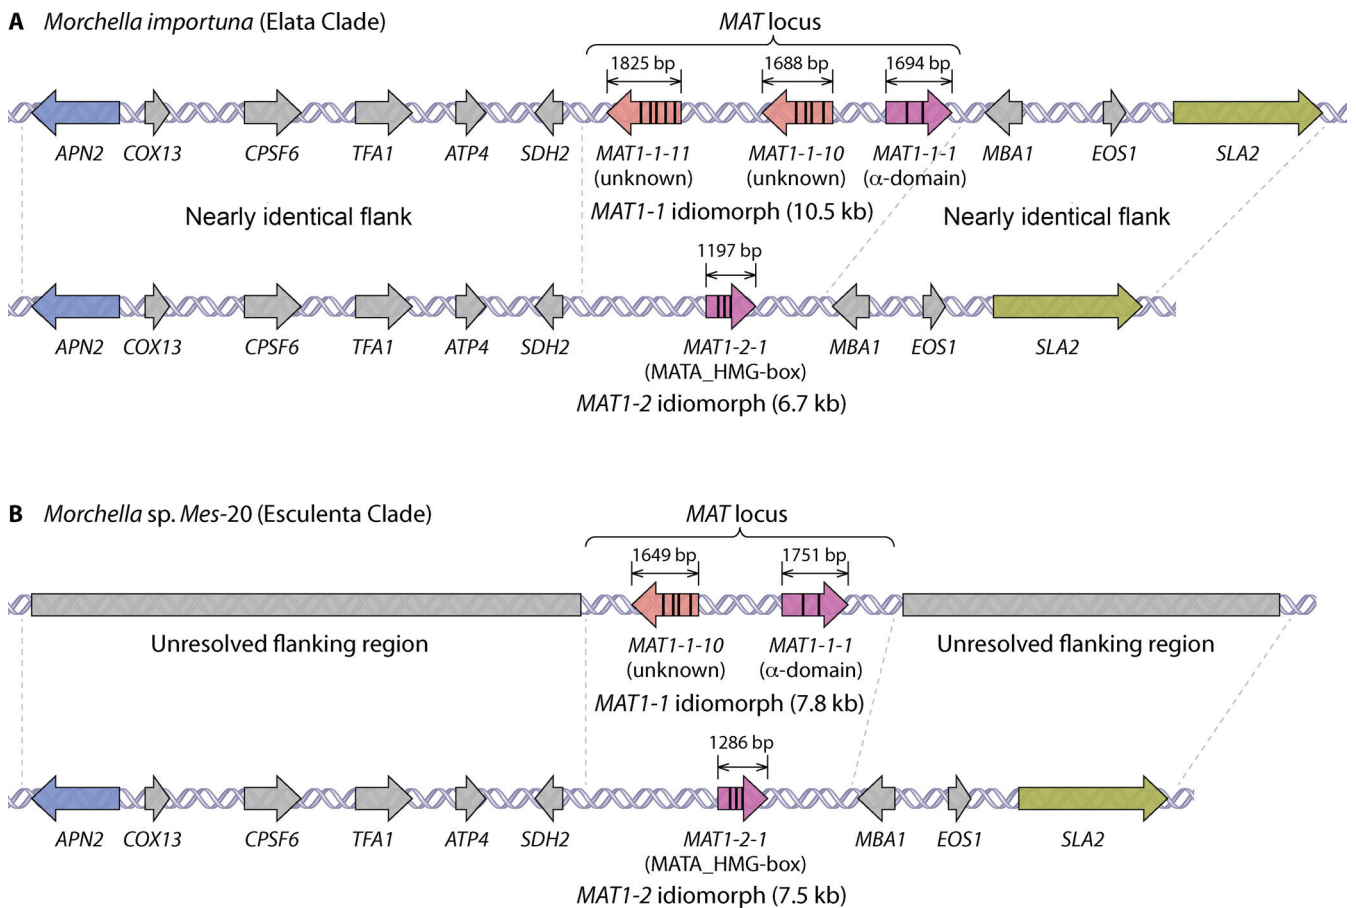 A Morchella importuna (Elata Clade)
MAT locus
1825 bp 1688 bp 1694 bp
APN2 COX13 CPSF6 TFA1 ATP4 SDH2 MAT1-1-11 MAT1-1-10 MAT1-1-1 MBA1 EOS1 SLA2
(unknown) (unknown) (α-domain)
Nearly identical flank MAT1-1 idiomorph (10.5 kb) Nearly identical flank
1197 bp
APN2 COX13 CPSF6 TFA1 ATP4 SDH2 MAT1-2-1 MBA1 EOS1 SLA2
(MATA_HMG-box)
MAT1-2 idiomorph (6.7 kb)
B Morchella sp. Mes-20 (Esculenta Clade)
MAT locus
1649 bp 1751 bp
Unresolved flanking region MAT1-1-10 MAT1-1-1 Unresolved flanking region
(unknown) (α-domain)
MAT1-1 idiomorph (7.8 kb)
1286 bp
APN2 COX13 CPSF6 TFA1 ATP4 SDH2 MAT1-2-1 MBA1 EOS1 SLA2
(MATA_HMG-box)
MAT1-2 idiomorph (7.5 kb)